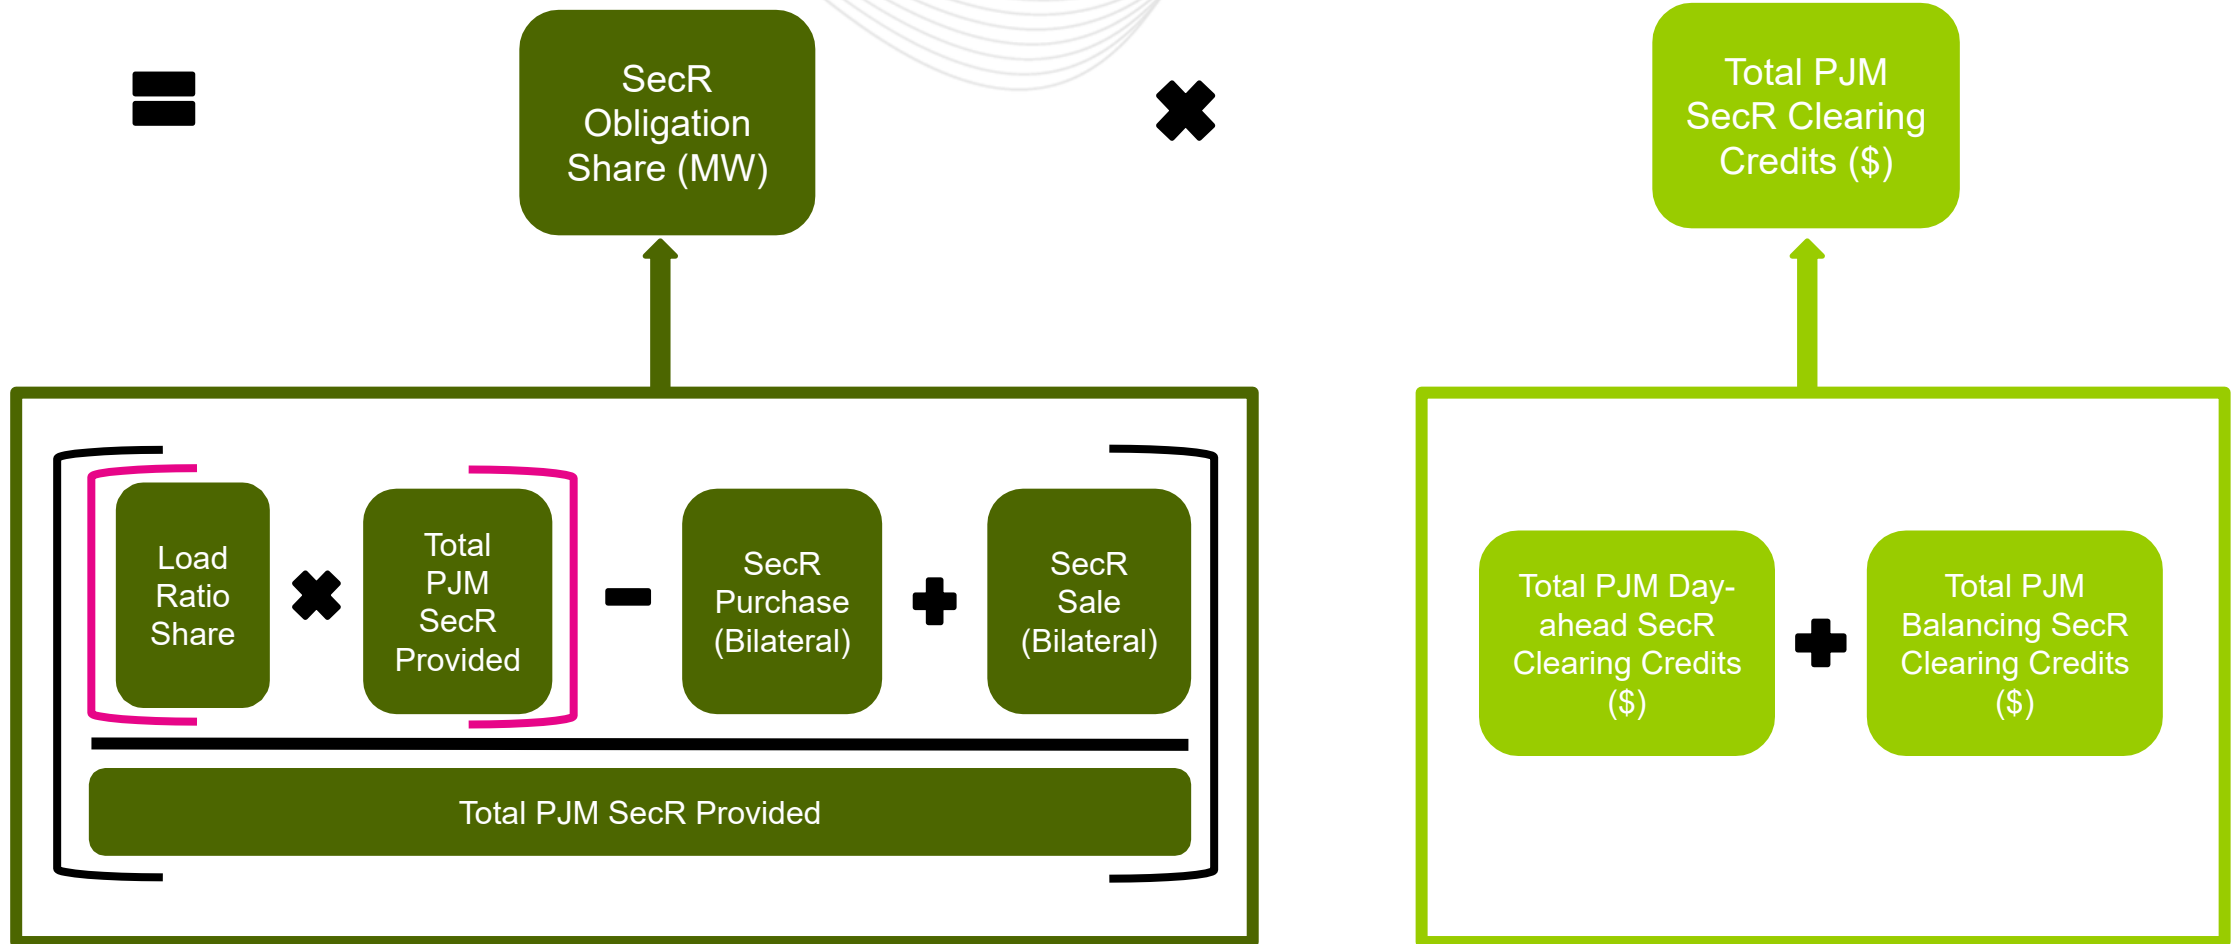 SecR
Obligation
Share (MW)
Total PJM
SecR Clearing
Credits ($)
Load
Ratio
Share
Total
PJM
SecR
Provided
SecR
Purchase
(Bilateral)
SecR
Sale
(Bilateral)
Total PJM SecR Provided
Total PJM Day-
ahead SecR
Clearing Credits
($)
Total PJM
Balancing SecR
Clearing Credits
($)